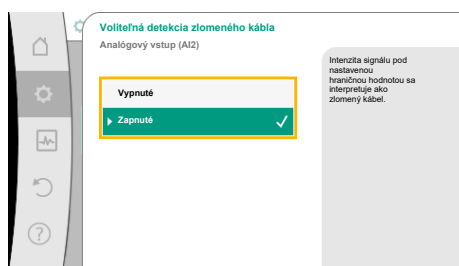 Voliteľná detekcia zlomeného kábla
Analógový vstup (AI2)
Intenzita signálu pod
nastavenou
hraničnou hodnotou sa
interpretuje ako
zlomený kábel.
Vypnuté
Zapnuté
?